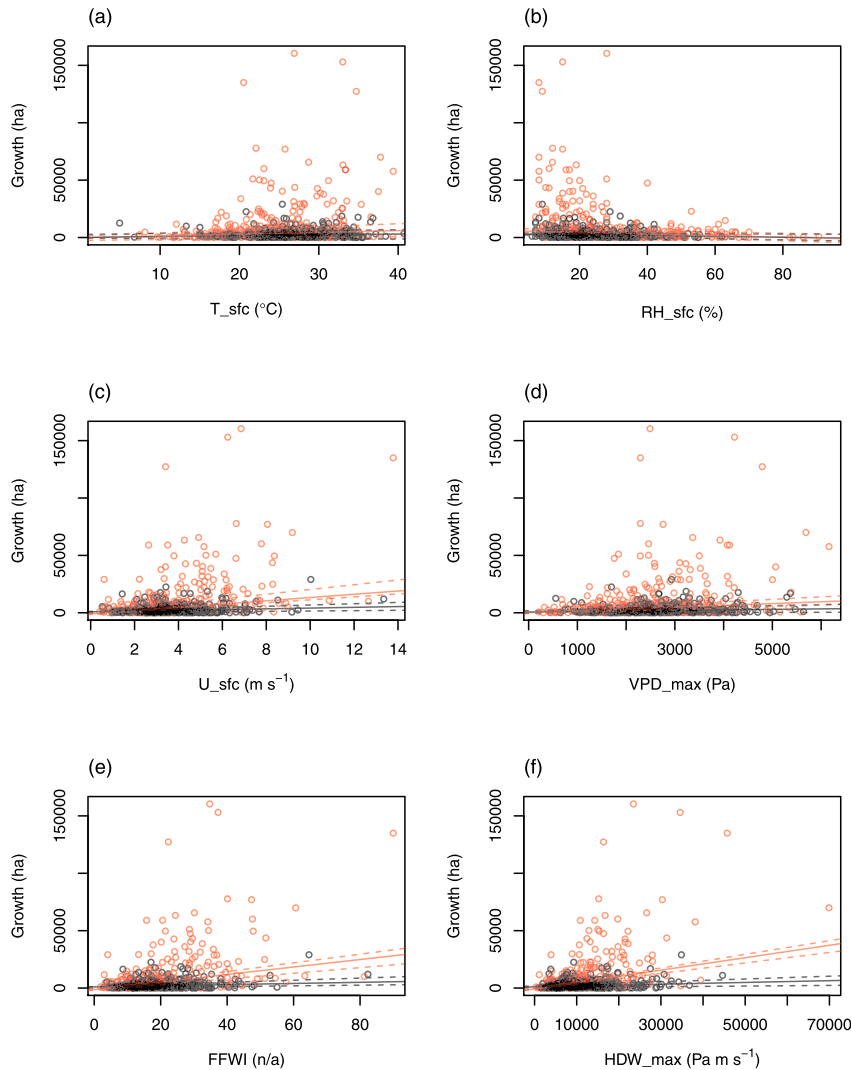 (a)
Growth (ha)
0 50000 150000
10 20 30 40
T_sfc (°C)
(b)
Growth (ha)
0 50000 150000
20 40 60 80
RH_sfc (%)
(c)
Growth (ha)
0 50000 150000
0 2 4 6 8 10 12 14
U_sfc (m s−1)
(d)
Growth (ha)
0 50000 150000
0 1000 3000 5000
VPD_max (Pa)
(e)
Growth (ha)
0 50000 150000
0 20 40 60 80
FFWI (n/a)
(f)
Growth (ha)
0 50000 150000
0 10000 30000 50000 70000
HDW_max (Pa m s−1)